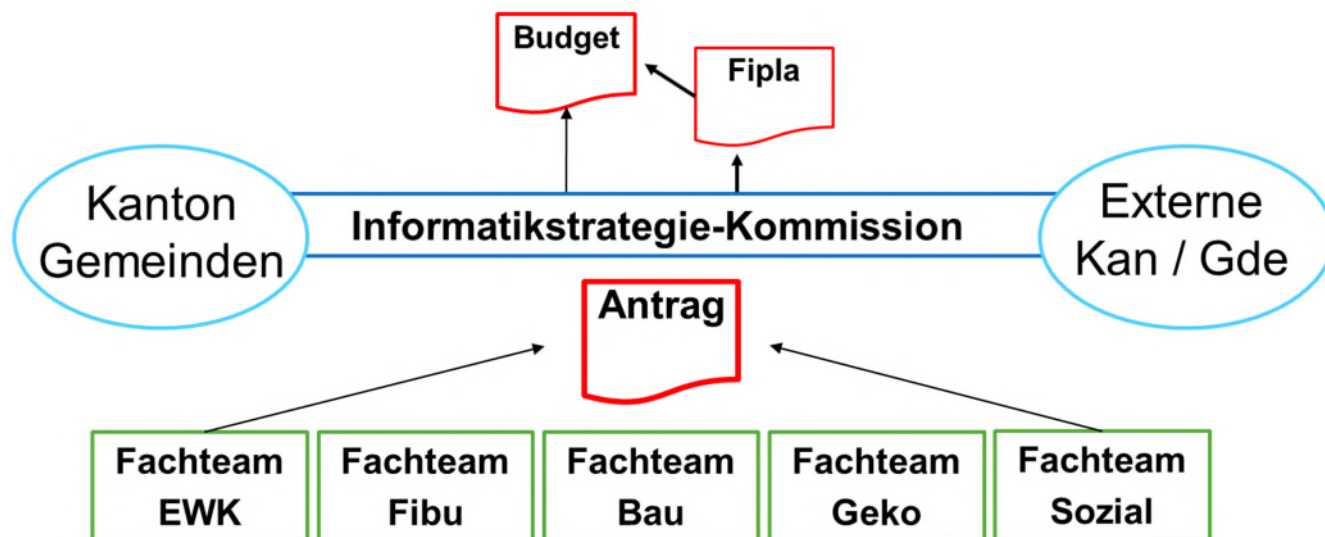 Budget
Fipla
Kanton
Gemeinden
Informatikstrategie-Kommission
Externe
Kan / Gde
Antrag
Fachteam
EWK
Fachteam
Fibu
Fachteam
Bau
Fachteam
Geko
Fachteam
Sozial